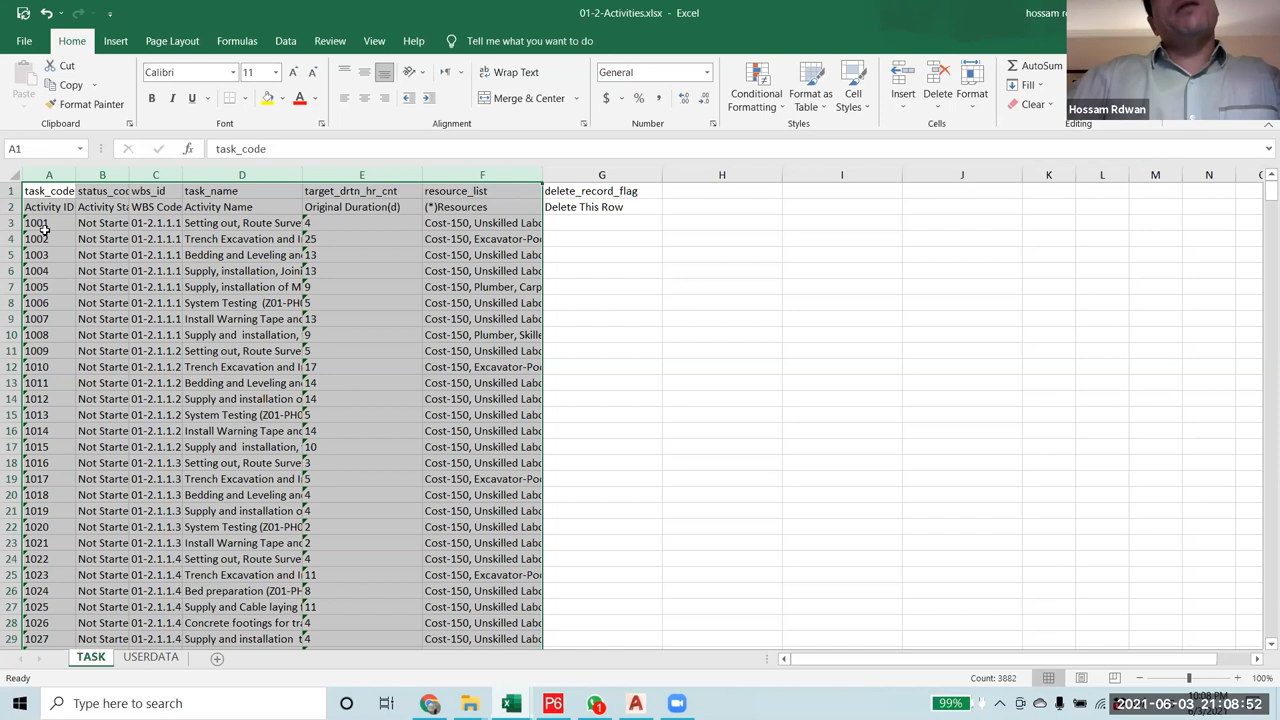 01-2-Activities.xlsx - Excel
hossam r
File Home Insert Page Layout Formulas Data Review View Help Tell me what you want to do
Paste Cut Copy Format Painter Clipboard
Calibri 11 Font
Wrap Text Merge & Center Alignment
General Number
Conditional Formatting Format as Table Cell Styles Styles
Insert Delete Format Cells
AutoSum Fill Clear Editing
Hossam Rdwan
A1 task_code
A B C D E F G H I J K L M N O
1 task_code status_cod wbs_id task_name target_drtn_hr_cnt resource_list delete_record_flag
2 Activity ID Activity Sta WBS Code Activity Name Original Duration(d) (*)Resources Delete This Row
3 1001 Not Starte 01-2.1.1.1 Setting out, Route Surve 4 Cost-150, Unskilled Labo
4 1002 Not Starte 01-2.1.1.1 Trench Excavation and I 25 Cost-150, Excavator-Po
5 1003 Not Starte 01-2.1.1.1 Bedding and Leveling an 13 Cost-150, Unskilled Labo
6 1004 Not Starte 01-2.1.1.1 Supply, installation, Join 13 Cost-150, Unskilled Labo
7 1005 Not Starte 01-2.1.1.1 Supply, installation of M 9 Cost-150, Plumber, Carp
8 1006 Not Starte 01-2.1.1.1 System Testing (Z01-PH 5 Cost-150, Unskilled Labo
9 1007 Not Starte 01-2.1.1.1 Install Warning Tape and 13 Cost-150, Unskilled Labo
10 1008 Not Starte 01-2.1.1.1 Supply and installation, 9 Cost-150, Plumber, Skille
11 1009 Not Starte 01-2.1.1.2 Setting out, Route Surve 5 Cost-150, Unskilled Labo
12 1010 Not Starte 01-2.1.1.2 Trench Excavation and I 17 Cost-150, Excavator-Po
13 1011 Not Starte 01-2.1.1.2 Bedding and Leveling an 14 Cost-150, Unskilled Labo
14 1012 Not Starte 01-2.1.1.2 Supply and installation o 14 Cost-150, Unskilled Labo
15 1013 Not Starte 01-2.1.1.2 System Testing (Z01-PH0 5 Cost-150, Unskilled Labo
16 1014 Not Starte 01-2.1.1.2 Install Warning Tape and 14 Cost-150, Unskilled Labo
17 1015 Not Starte 01-2.1.1.2 Supply and installation, 10 Cost-150, Unskilled Labo
18 1016 Not Starte 01-2.1.1.3 Setting out, Route Surve 3 Cost-150, Unskilled Labo
19 1017 Not Starte 01-2.1.1.3 Trench Excavation and I 5 Cost-150, Excavator-Po
20 1018 Not Starte 01-2.1.1.3 Bedding and Leveling an 4 Cost-150, Unskilled Labo
21 1019 Not Starte 01-2.1.1.3 Supply and installation o 4 Cost-150, Unskilled Labo
22 1020 Not Starte 01-2.1.1.3 System Testing (Z01-PH0 2 Cost-150, Unskilled Labo
23 1021 Not Starte 01-2.1.1.3 Install Warning Tape and 2 Cost-150, Unskilled Labo
24 1022 Not Starte 01-2.1.1.4 Setting out, Route Surve 4 Cost-150, Unskilled Labo
25 1023 Not Starte 01-2.1.1.4 Trench Excavation and I 11 Cost-150, Excavator-Po
26 1024 Not Starte 01-2.1.1.4 Bed preparation (Z01-PH 8 Cost-150, Unskilled Labo
27 1025 Not Starte 01-2.1.1.4 Supply and Cable laying 11 Cost-150, Unskilled Labo
28 1026 Not Starte 01-2.1.1.4 Concrete footings for tr 4 Cost-150, Unskilled Labo
29 1027 Not Starte 01-2.1.1.4 Supply and installation t 4 Cost-150, Unskilled Labo
TASK USERDATA
Ready Count: 3882 100%
Type here to search P6 99% 2021-06-03 21:08:52